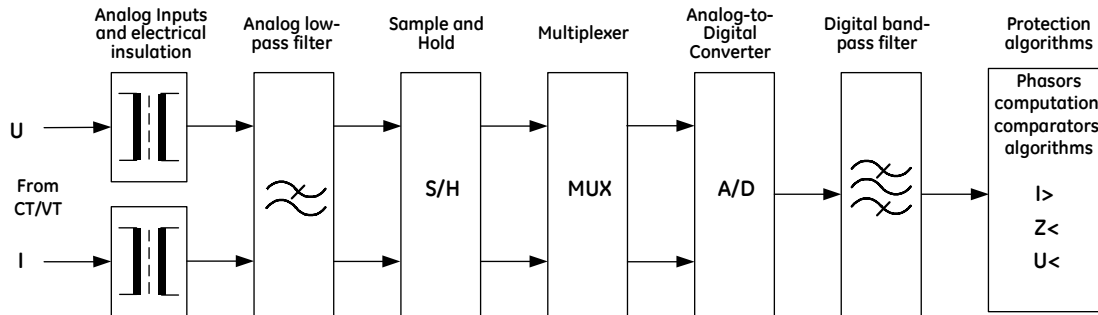 Analog Inputs
and electrical
insulation
Analog low-
pass filter
Sample and
Hold
Multiplexer
Analog-to-
Digital
Converter
Digital band-
pass filter
Protection
algorithms
U
From
CT/VT
I
S/H
MUX
A/D
Phasors
computation
comparators
algorithms
I>
Z<
U<